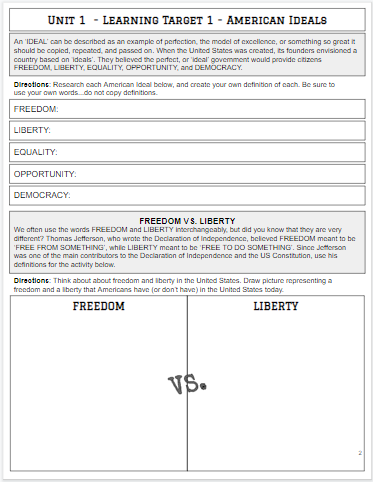 Unit 1 - Learning Target 1 - American Ideals
An 'IDEAL' can be described as an example of perfection, the model of excellence, or something so great it
should be copied, repeated, and passed on. When the United States was created, its founders envisioned a
country based on 'ideals'. They believed the perfect, or 'ideal' government would provide citizens
FREEDOM, LIBERTY, EQUALITY, OPPORTUNITY, and DEMOCRACY.
Directions: Research each American Ideal below, and create your own definition of each. Be sure to
use your own words...do not copy definitions.
FREEDOM:
LIBERTY:
EQUALITY:
OPPORTUNITY:
DEMOCRACY:
FREEDOM VS. LIBERTY
We often use the words FREEDOM and LIBERTY interchangeably, but did you know that they are very
different? Thomas Jefferson, who wrote the Declaration of Independence, believed FREEDOM meant to be
'FREE FROM SOMETHING', while LIBERTY meant to be 'FREE TO DO SOMETHING'. Since Jefferson
was one of the main contributors to the Declaration of Independence and the US Constitution, use his
definitions for the activity below.
Directions: Think about about freedom and liberty in the United States. Draw picture representing a
freedom and a liberty that Americans have (or don't have) in the United States today.
FREEDOM
LIBERTY
VS.
2